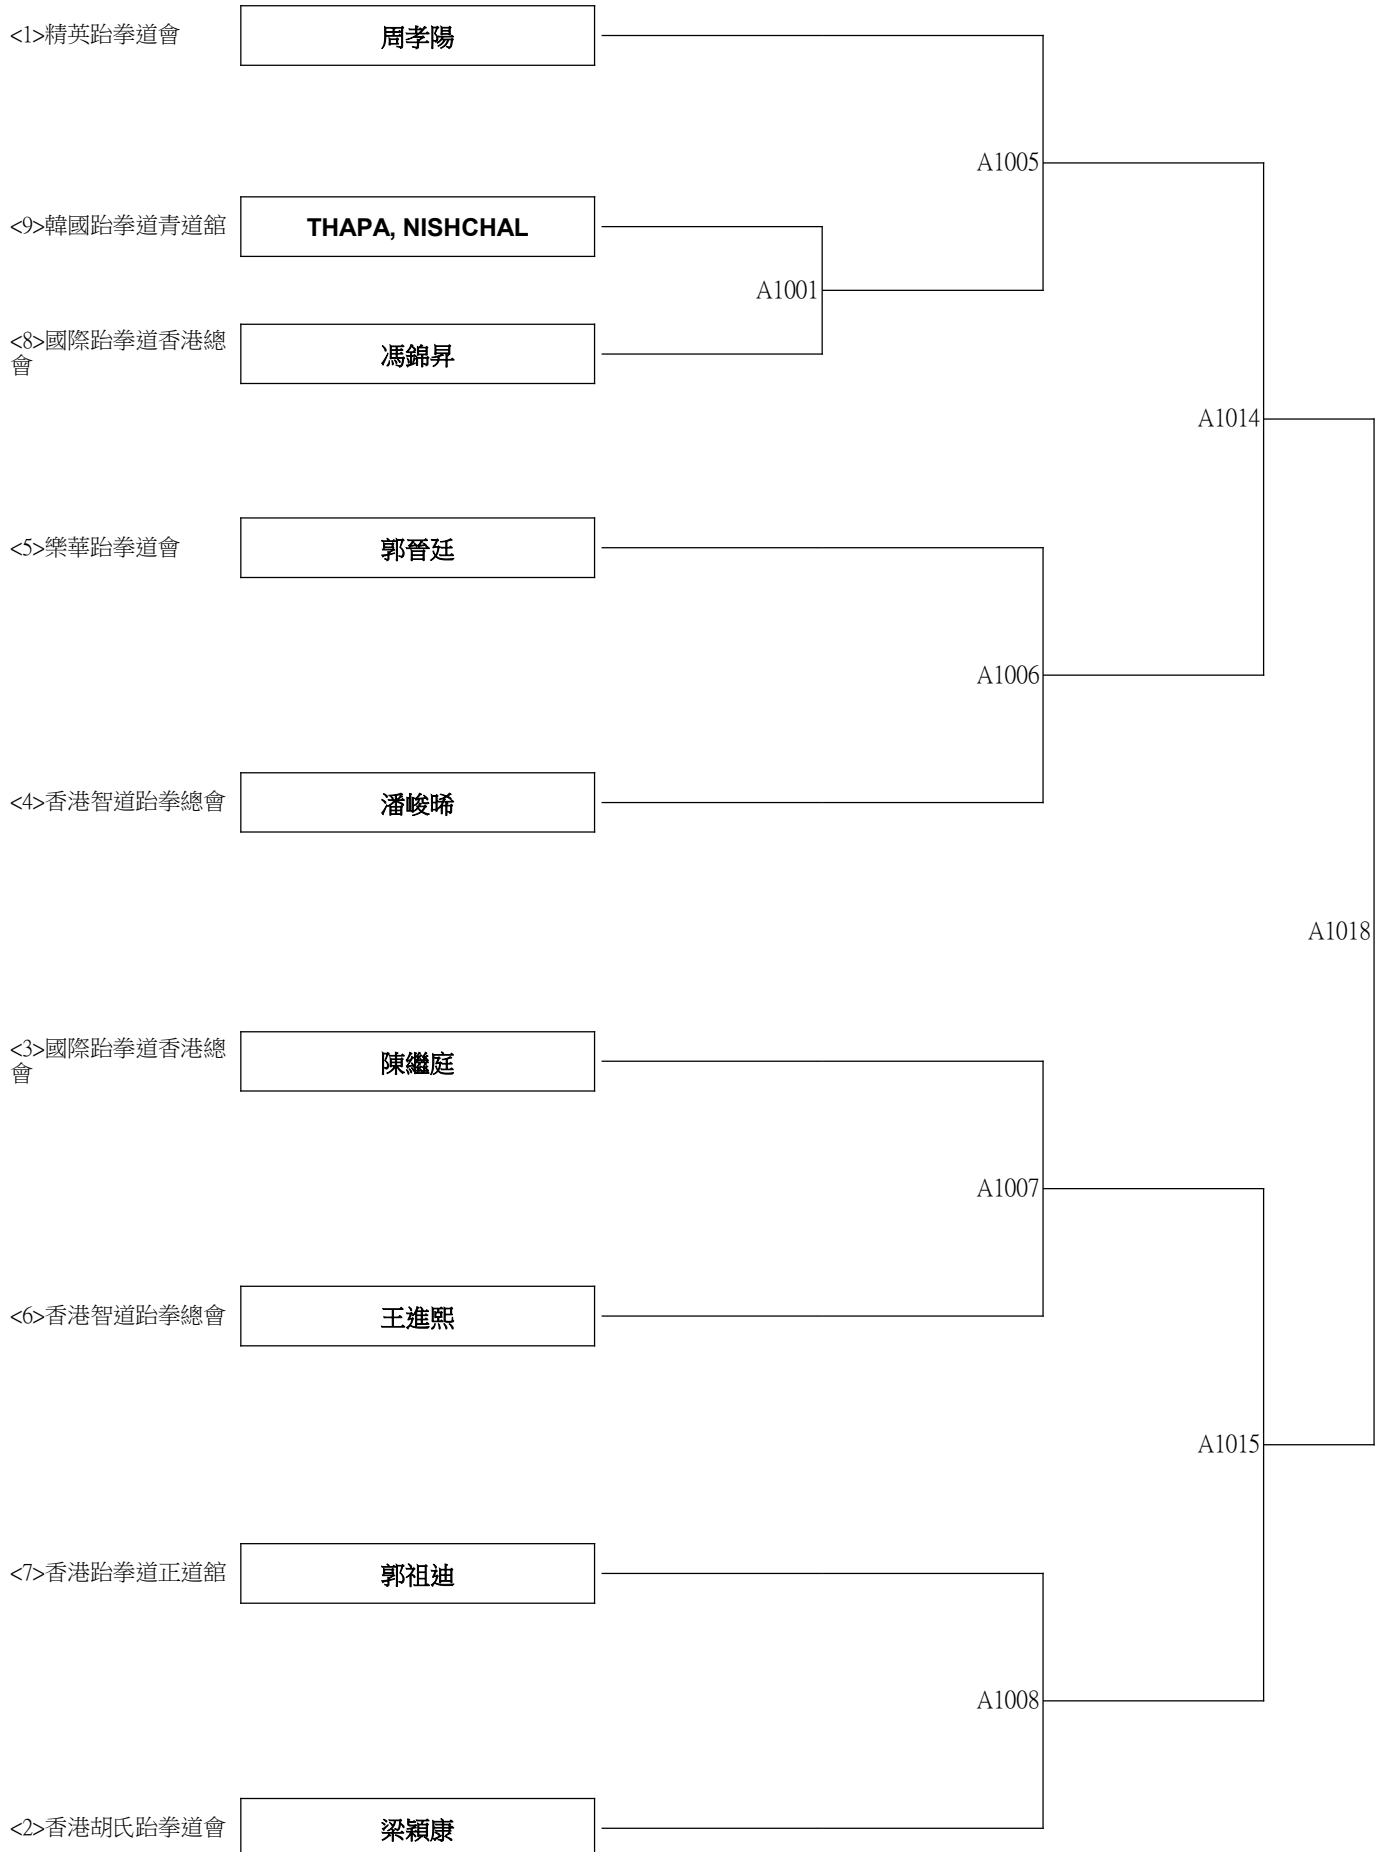 <1>精英跆拳道會
周孝陽
A1005
<9>韓國跆拳道青道舘
THAPA, NISHCHAL
A1001
<8>國際跆拳道香港總
會
馮錦昇
A1014
<5>樂華跆拳道會
郭晉廷
A1006
<4>香港智道跆拳總會
潘峻晞
A1018
<3>國際跆拳道香港總
會
陳繼庭
A1007
<6>香港智道跆拳總會
王進熙
A1015
<7>香港跆拳道正道舘
郭祖迪
A1008
<2>香港胡氏跆拳道會
梁穎康